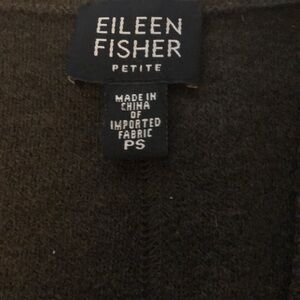 EILEEN
FISHER
PETITE
MADE IN
CHINA
OF
IMPORTED
FABRIC
PS